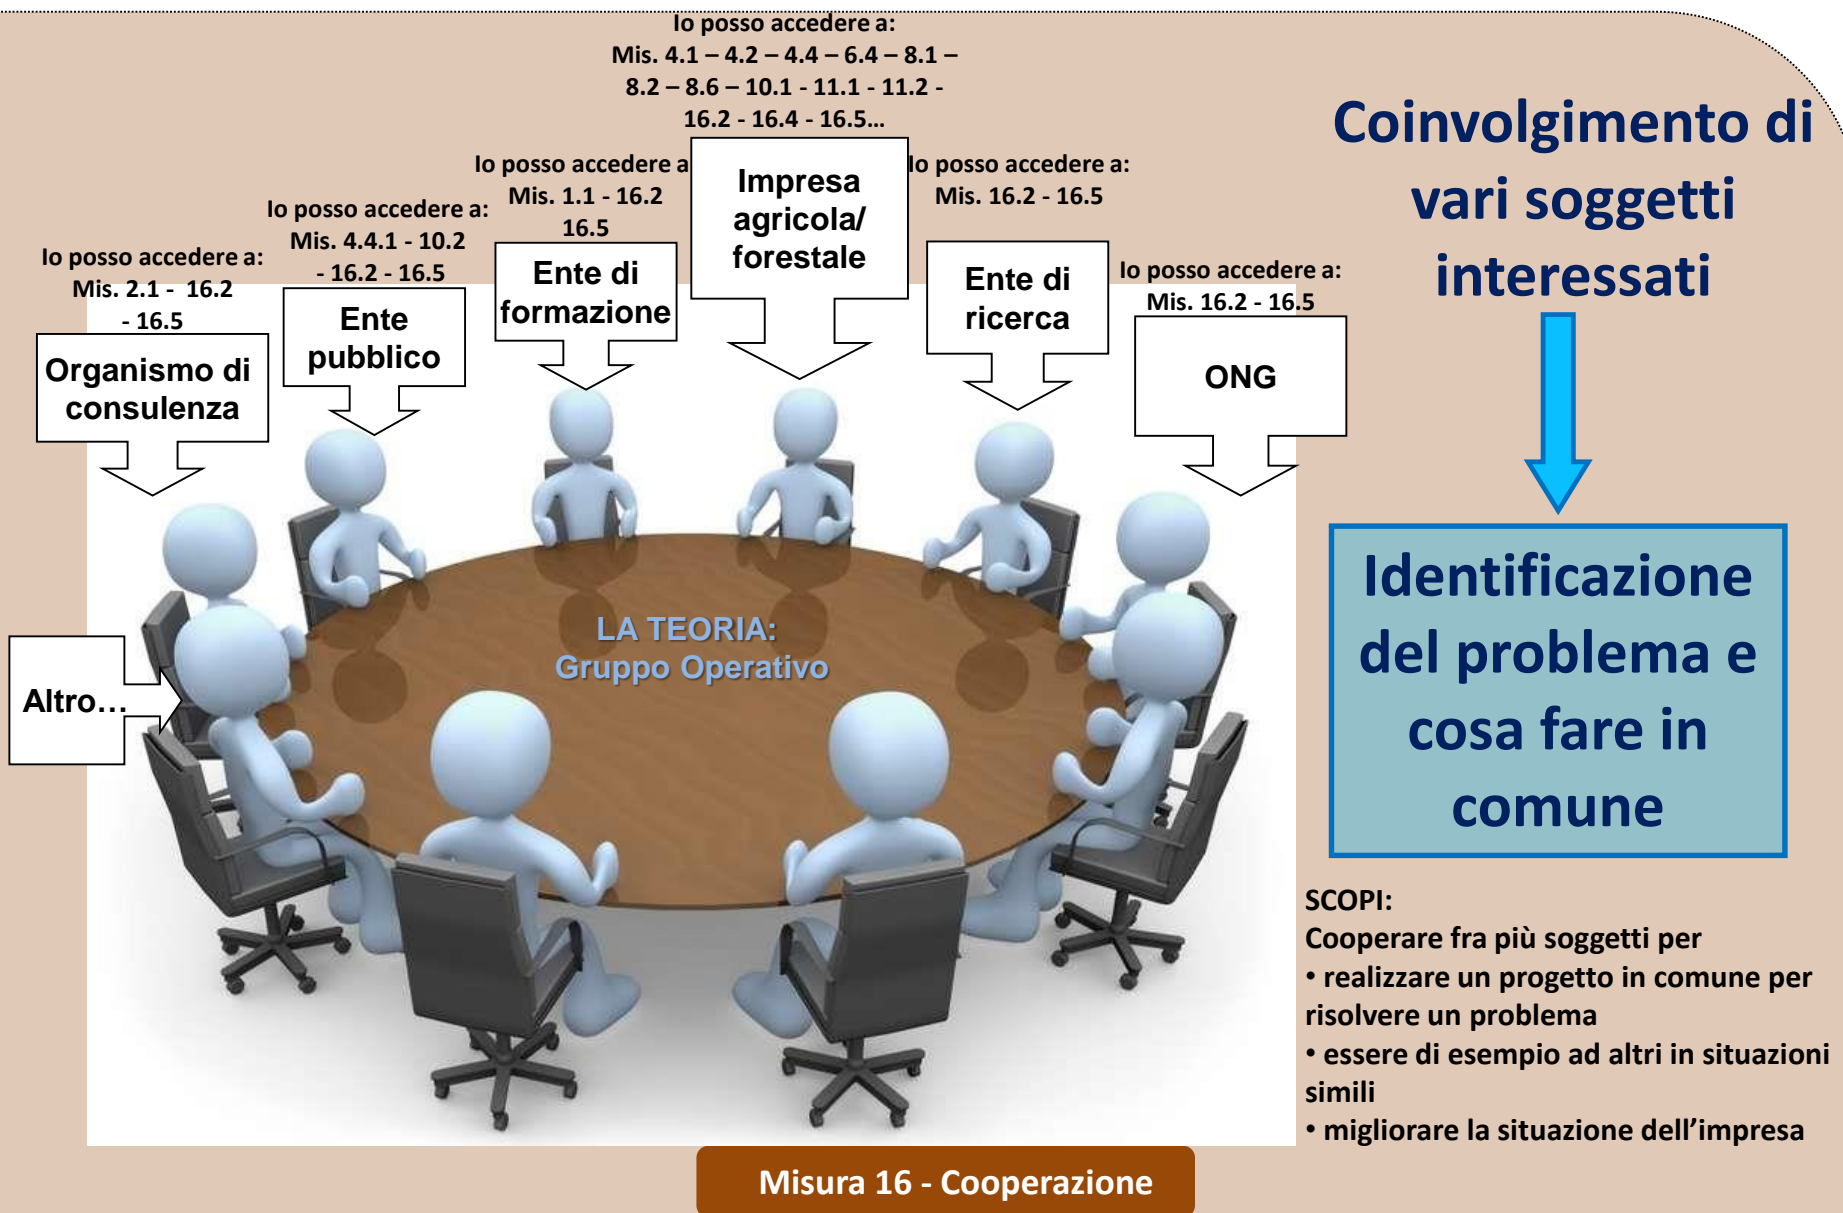 Io posso accedere a:
Mis. 4.1 – 4.2 – 4.4 – 6.4 – 8.1 –
8.2 – 8.6 – 10.1 - 11.1 - 11.2 -
16.2 - 16.4 - 16.5…
Impresa
agricola/
forestale
Io posso accedere a
Mis. 1.1 - 16.2
16.5
Ente di
formazione
Io posso accedere a:
Mis. 16.2 - 16.5
Ente di
ricerca
Io posso accedere a:
Mis. 4.4.1 - 10.2
- 16.2 - 16.5
Ente
pubblico
Io posso accedere a:
Mis. 2.1 - 16.2
- 16.5
Organismo di
consulenza
Io posso accedere a:
Mis. 16.2 - 16.5
ONG
Altro…
LA TEORIA:
Gruppo Operativo
Coinvolgimento di
vari soggetti
interessati
Identificazione
del problema e
cosa fare in
comune
SCOPI:
Cooperare fra più soggetti per
• realizzare un progetto in comune per
risolvere un problema
• essere di esempio ad altri in situazioni
simili
• migliorare la situazione dell’impresa
Misura 16 - Cooperazione